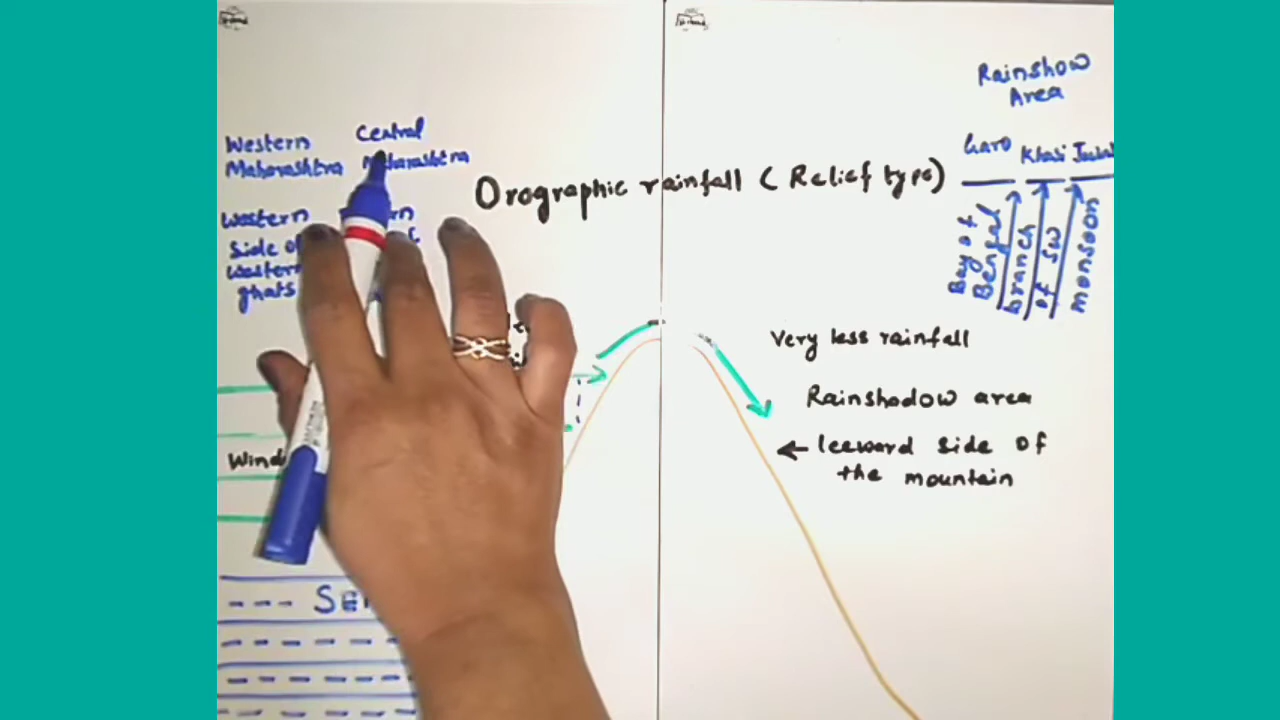 Rainshow
Area
Western
Maharashtra
Central
Maharashtra
Garo
Khasi
Orographic rainfall (Relief type)
Western
Side of
Western
ghats
Bay of
Bengal
branch
of SW
monsoon
Very less rainfall
Rainshadow area
← leeward side of
the mountain
Wind